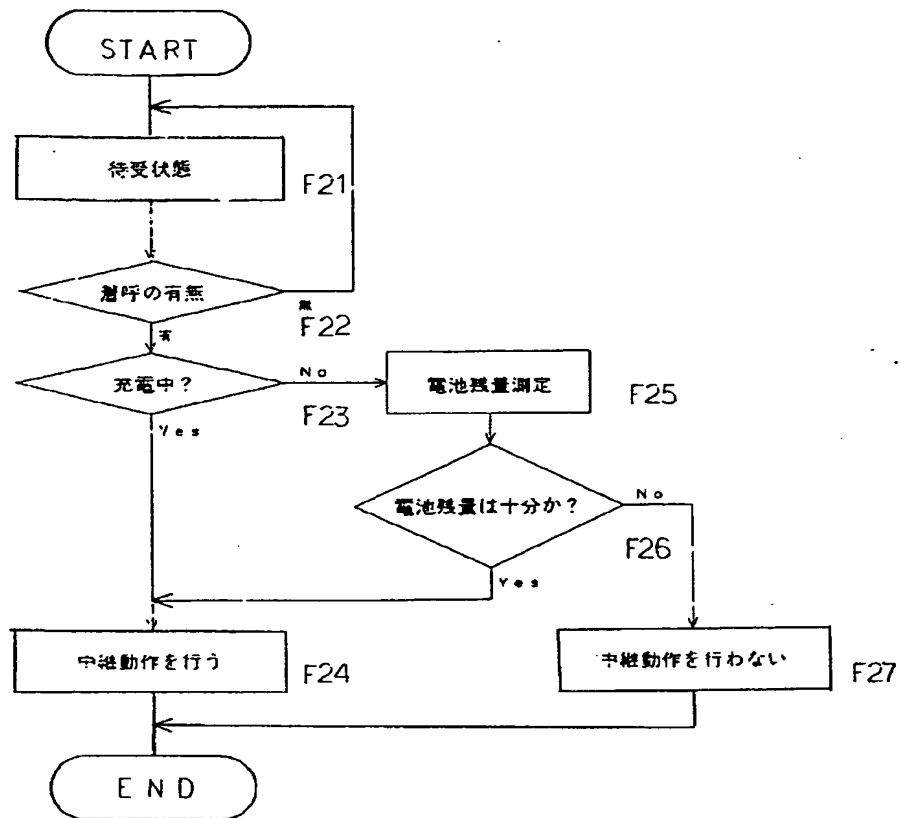 START
待受状態
F21
着呼の有無
無
F22
有
充電中?
No
F23
電池残量測定
F25
Yes
電池残量は十分か?
No
F26
Yes
中継動作を行う
F24
中継動作を行わない
F27
END